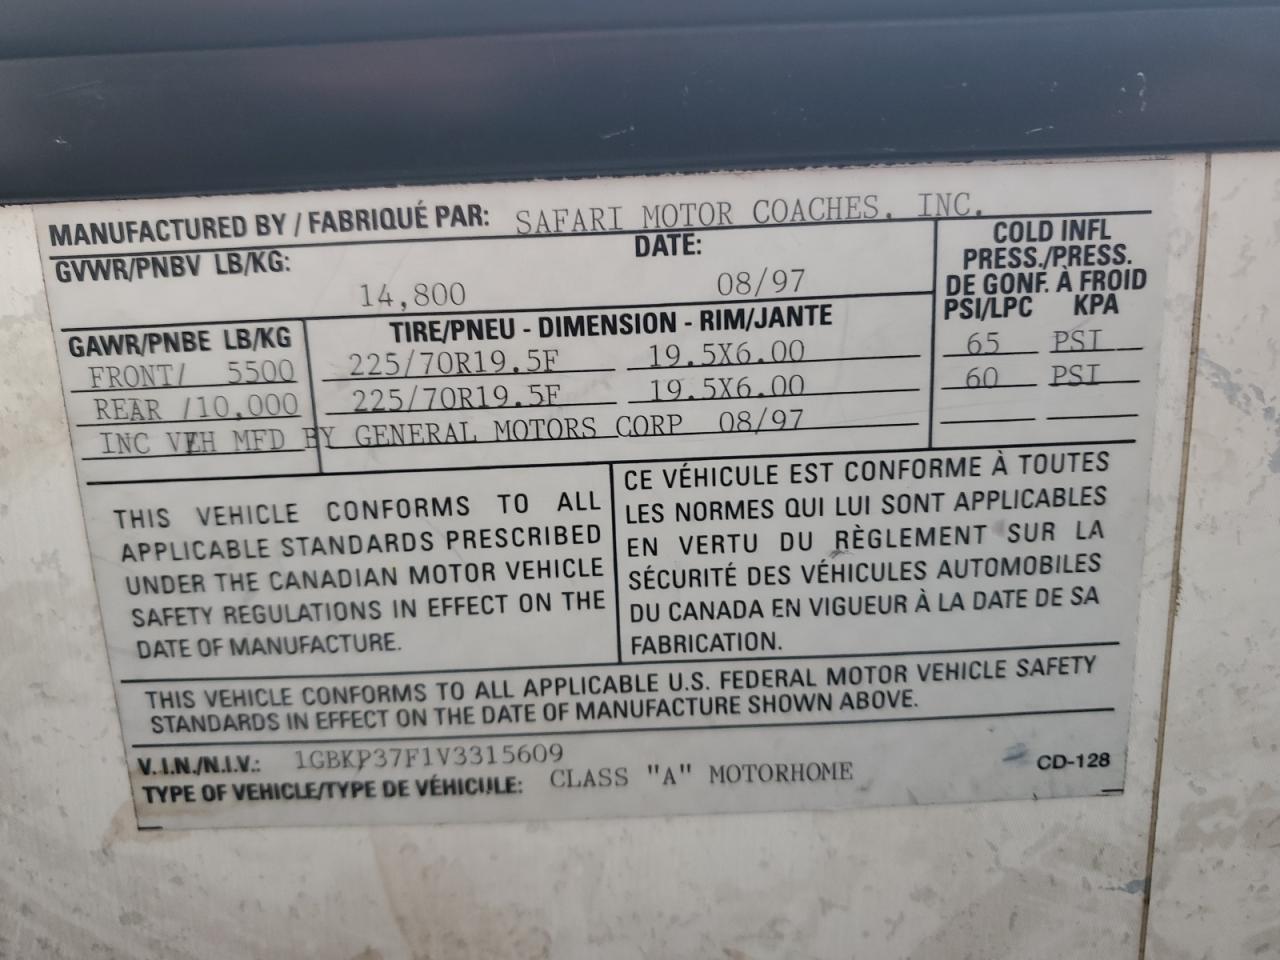 MANUFACTURED BY / FABRIQUÉ PAR: SAFARI MOTOR COACHES, INC.
GVWR/PNBV LB/KG: 14,800
DATE: 08/97
COLD INFL
PRESS./PRESS.
DE GONF. À FROID
PSI/LPC KPA
GAWR/PNBE LB/KG TIRE/PNEU - DIMENSION - RIM/JANTE
FRONT/ 5500 225/70R19.5F 19.5X6.00 65 PSI
REAR /10,000 225/70R19.5F 19.5X6.00 60 PSI
INC VEH MFD BY GENERAL MOTORS CORP 08/97
THIS VEHICLE CONFORMS TO ALL
APPLICABLE STANDARDS PRESCRIBED
UNDER THE CANADIAN MOTOR VEHICLE
SAFETY REGULATIONS IN EFFECT ON THE
DATE OF MANUFACTURE.
CE VÉHICULE EST CONFORME À TOUTES
LES NORMES QUI LUI SONT APPLICABLES
EN VERTU DU RÈGLEMENT SUR LA
SÉCURITÉ DES VÉHICULES AUTOMOBILES
DU CANADA EN VIGUEUR À LA DATE DE SA
FABRICATION.
THIS VEHICLE CONFORMS TO ALL APPLICABLE U.S. FEDERAL MOTOR VEHICLE SAFETY
STANDARDS IN EFFECT ON THE DATE OF MANUFACTURE SHOWN ABOVE.
V.I.N./N.I.V.: 1GBKP37F1V3315609
TYPE OF VEHICLE/TYPE DE VÉHICULE: CLASS "A" MOTORHOME
CD-128